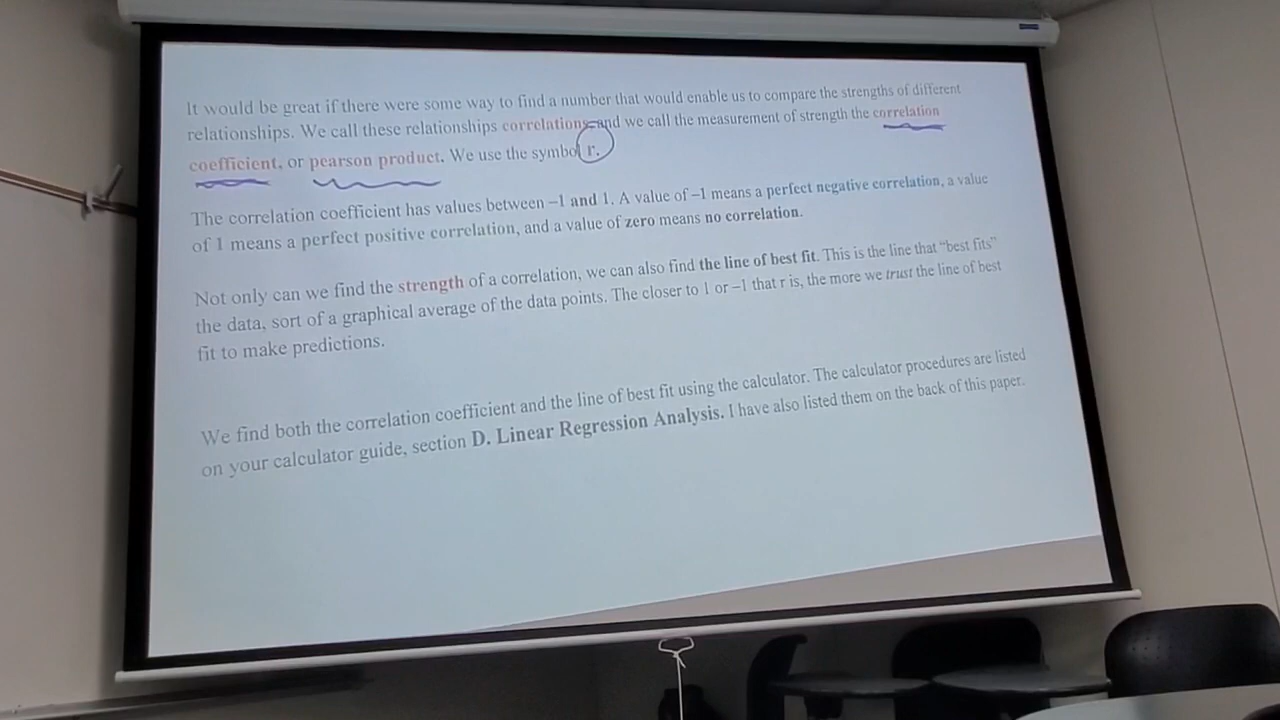 It would be great if there were some way to find a number that would enable us to compare the strengths of different
relationships. We call these relationships correlations and we call the measurement of strength the correlation
coefficient, or pearson product. We use the symbol r.
The correlation coefficient has values between –1 and 1. A value of –1 means a perfect negative correlation, a value
of 1 means a perfect positive correlation, and a value of zero means no correlation.
Not only can we find the strength of a correlation, we can also find the line of best fit. This is the line that “best fits”
the data, sort of a graphical average of the data points. The closer to 1 or –1 that r is, the more we trust the line of best
fit to make predictions.
We find both the correlation coefficient and the line of best fit using the calculator. The calculator procedures are listed
on your calculator guide, section D. Linear Regression Analysis. I have also listed them on the back of this paper.